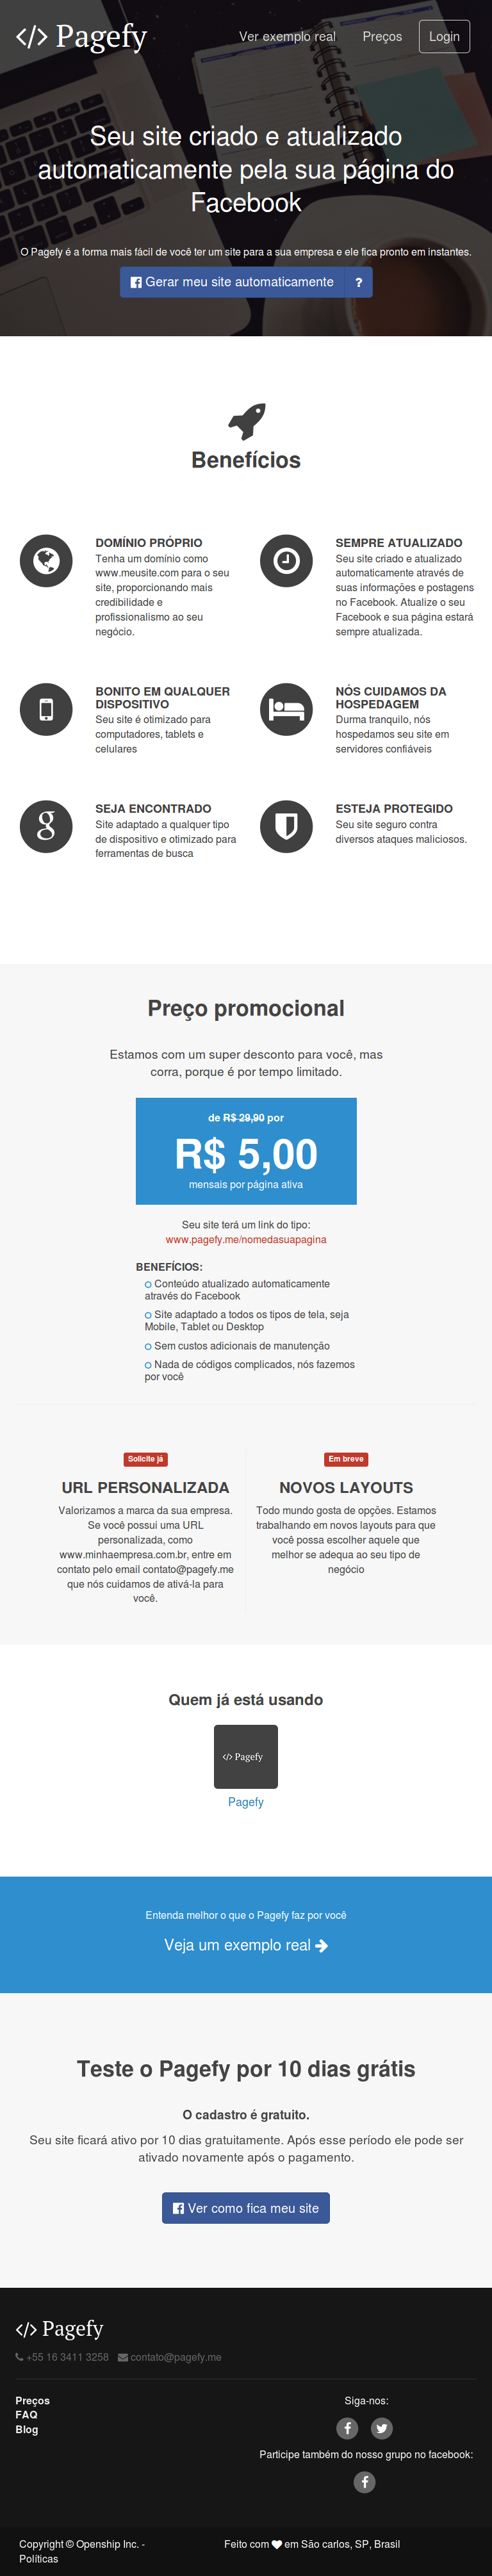 </> Pagefy
Ver exemplo real
Preços
Login
Seu site criado e atualizado
automaticamente pela sua página do
Facebook
O Pagefy é a forma mais fácil de você ter um site para a sua empresa e ele fica pronto em instantes.
Gerar meu site automaticamente
?
Benefícios
DOMÍNIO PRÓPRIO
Tenha um domínio como
www.meusite.com para o seu
site, proporcionando mais
credibilidade e
profissionalismo ao seu
negócio.
SEMPRE ATUALIZADO
Seu site criado e atualizado
automaticamente através de
suas informações e postagens
no Facebook. Atualize o seu
Facebook e sua página estará
sempre atualizada.
BONITO EM QUALQUER
DISPOSITIVO
Seu site é otimizado para
computadores, tablets e
celulares
NÓS CUIDAMOS DA
HOSPEDAGEM
Durma tranquilo, nós
hospedamos seu site em
servidores confiáveis
SEJA ENCONTRADO
Site adaptado a qualquer tipo
de dispositivo e otimizado para
ferramentas de busca
ESTEJA PROTEGIDO
Seu site seguro contra
diversos ataques maliciosos.
Preço promocional
Estamos com um super desconto para você, mas
corra, porque é por tempo limitado.
de R$ 29,90 por
R$ 5,00
mensais por página ativa
Seu site terá um link do tipo:
www.pagefy.me/nomedasuapagina
BENEFÍCIOS:
Conteúdo atualizado automaticamente
através do Facebook
Site adaptado a todos os tipos de tela, seja
Mobile, Tablet ou Desktop
Sem custos adicionais de manutenção
Nada de códigos complicados, nós fazemos
por você
Solicite já
URL PERSONALIZADA
Valorizamos a marca da sua empresa.
Se você possui uma URL
personalizada, como
www.minhaempresa.com.br, entre em
contato pelo email contato@pagefy.me
que nós cuidamos de ativá-la para
você.
Em breve
NOVOS LAYOUTS
Todo mundo gosta de opções. Estamos
trabalhando em novos layouts para que
você possa escolher aquele que
melhor se adequa ao seu tipo de
negócio
Quem já está usando
</> Pagefy
Pagefy
Entenda melhor o que o Pagefy faz por você
Veja um exemplo real
Teste o Pagefy por 10 dias grátis
O cadastro é gratuito.
Seu site ficará ativo por 10 dias gratuitamente. Após esse período ele pode ser
ativado novamente após o pagamento.
Ver como fica meu site
</> Pagefy
+55 16 3411 3258 contato@pagefy.me
Preços
FAQ
Blog
Siga-nos:
Participe também do nosso grupo no facebook:
Copyright © Openship Inc. -
Políticas
Feito com em São carlos, SP, Brasil